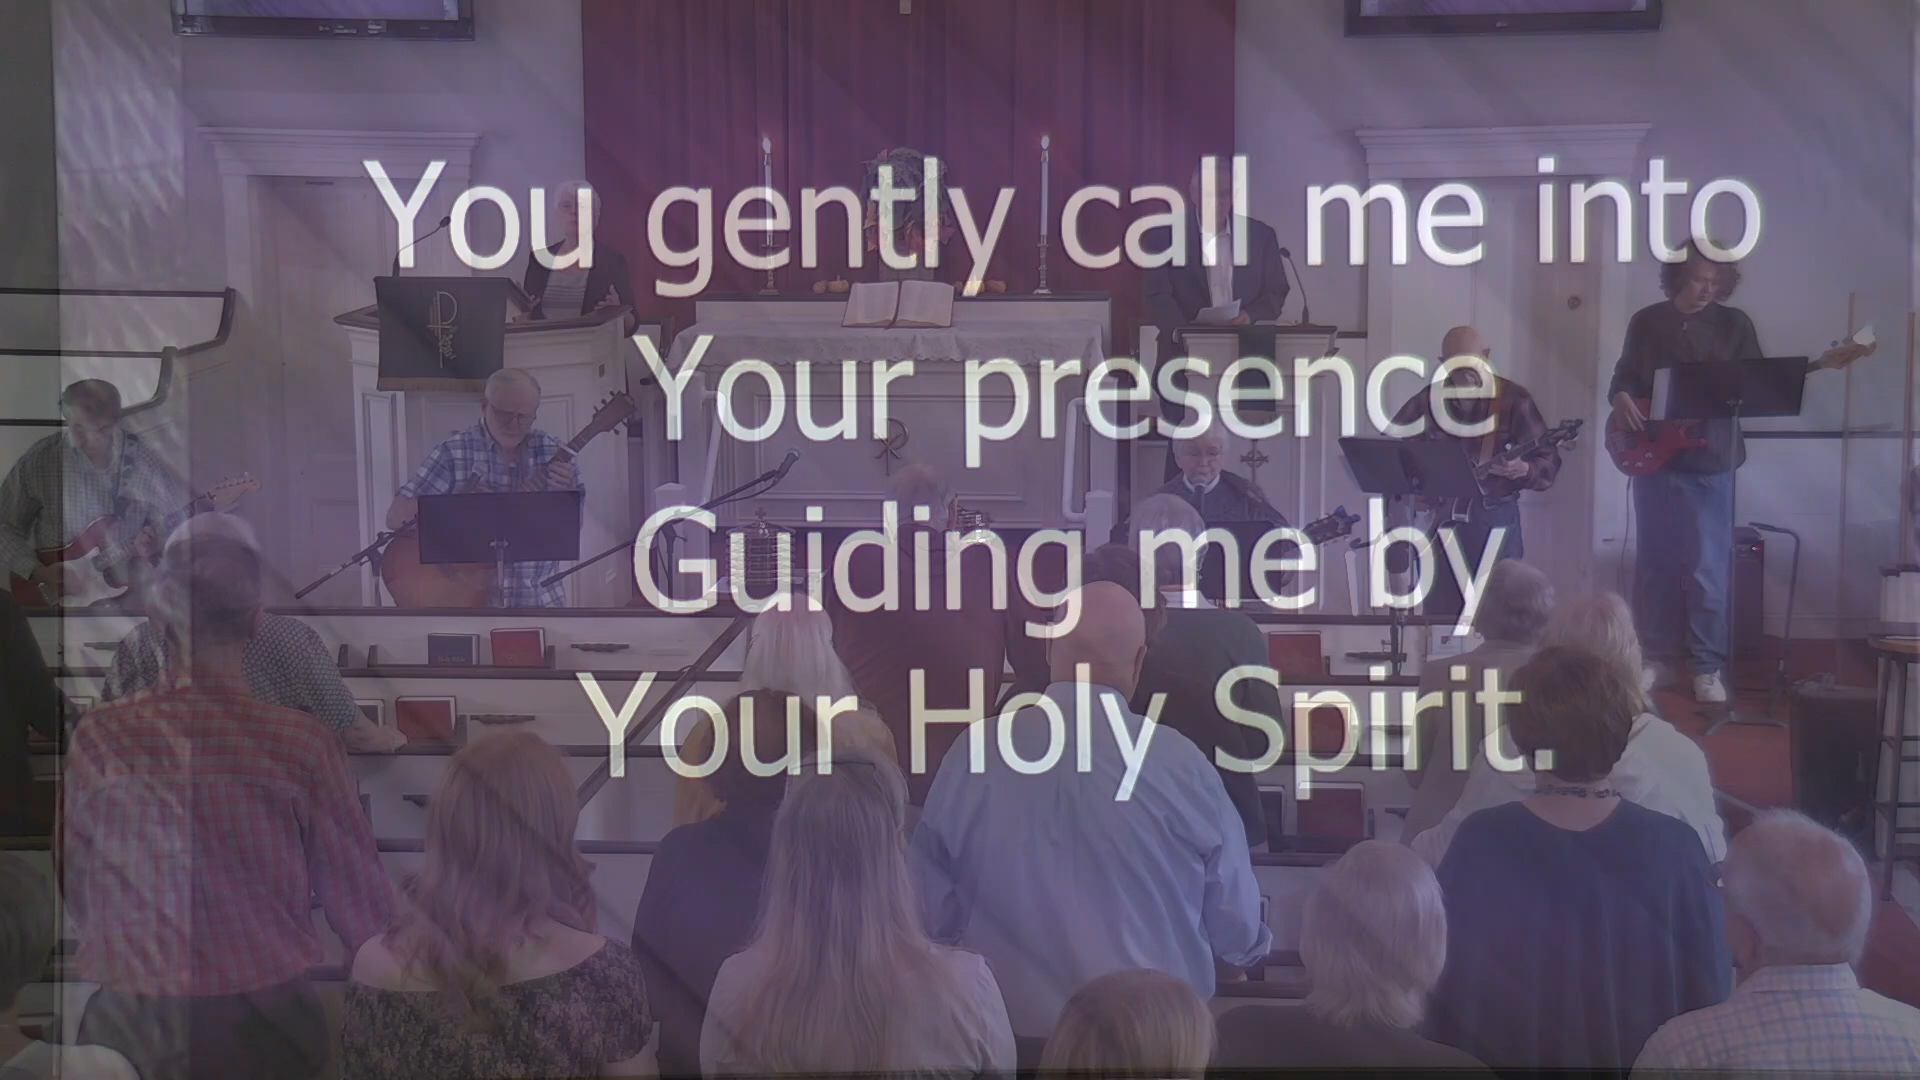 You gently call me into
Your presence
Guiding me by
Your Holy Spirit.